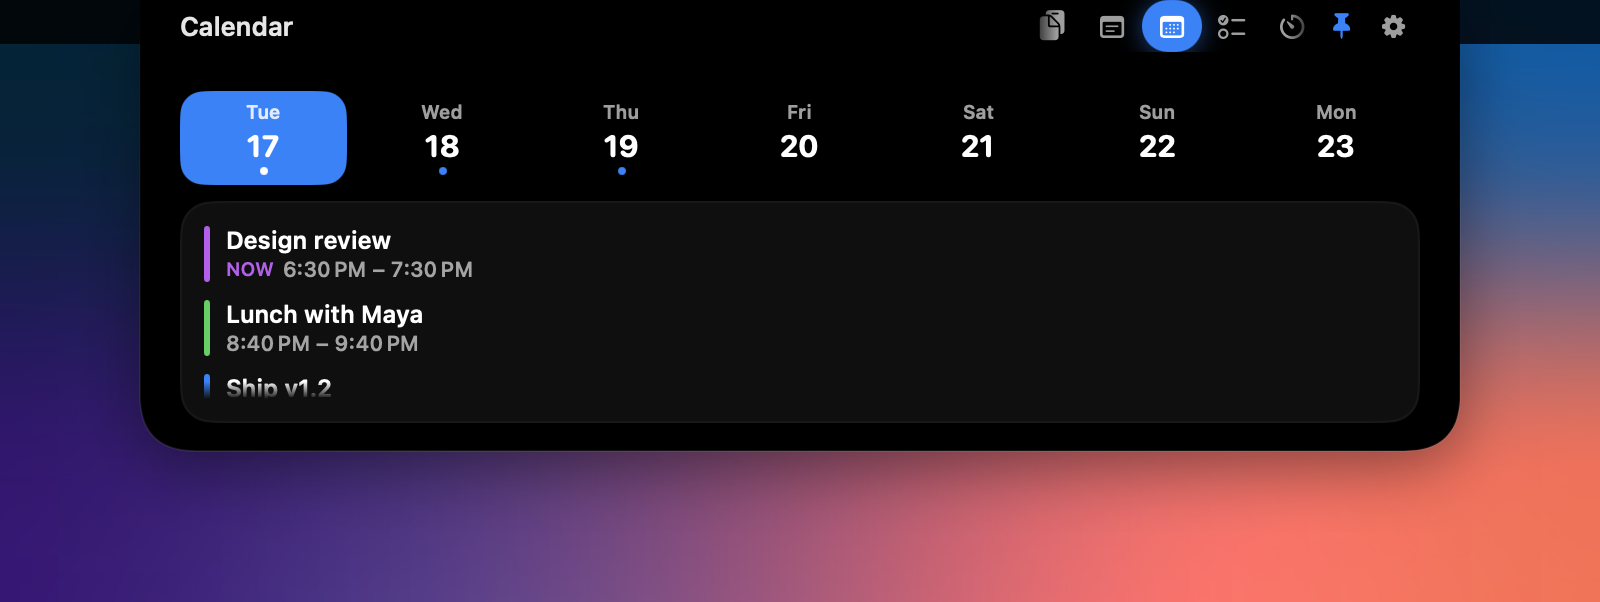 Calendar
Tue Wed Thu Fri Sat Sun Mon
17 18 19 20 21 22 23
Design review
NOW 6:30 PM – 7:30 PM
Lunch with Maya
8:40 PM – 9:40 PM
Ship v1.2